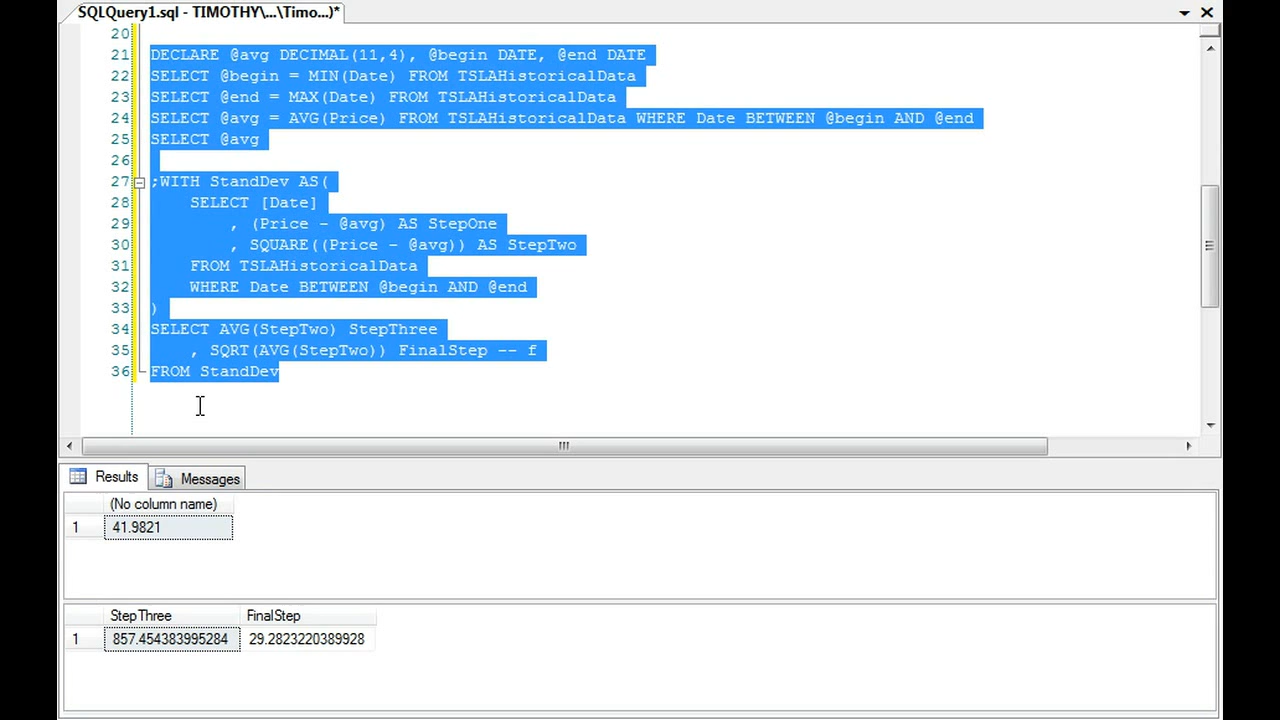 SQLQuery1.sql - TIMOTHY\...\Timo...)*
20
21 DECLARE @avg DECIMAL(11,4), @begin DATE, @end DATE
22 SELECT @begin = MIN(Date) FROM TSLAHistoricalData
23 SELECT @end = MAX(Date) FROM TSLAHistoricalData
24 SELECT @avg = AVG(Price) FROM TSLAHistoricalData WHERE Date BETWEEN @begin AND @end
25 SELECT @avg
26
27 ;WITH StandDev AS(
28 SELECT [Date]
29 , (Price - @avg) AS StepOne
30 , SQUARE((Price - @avg)) AS StepTwo
31 FROM TSLAHistoricalData
32 WHERE Date BETWEEN @begin AND @end
33 )
34 SELECT AVG(StepTwo) StepThree
35 , SQRT(AVG(StepTwo)) FinalStep -- f
36 FROM StandDev
Results Messages
(No column name)
1 41.9821
StepThree FinalStep
1 857.454383995284 29.2823220389928